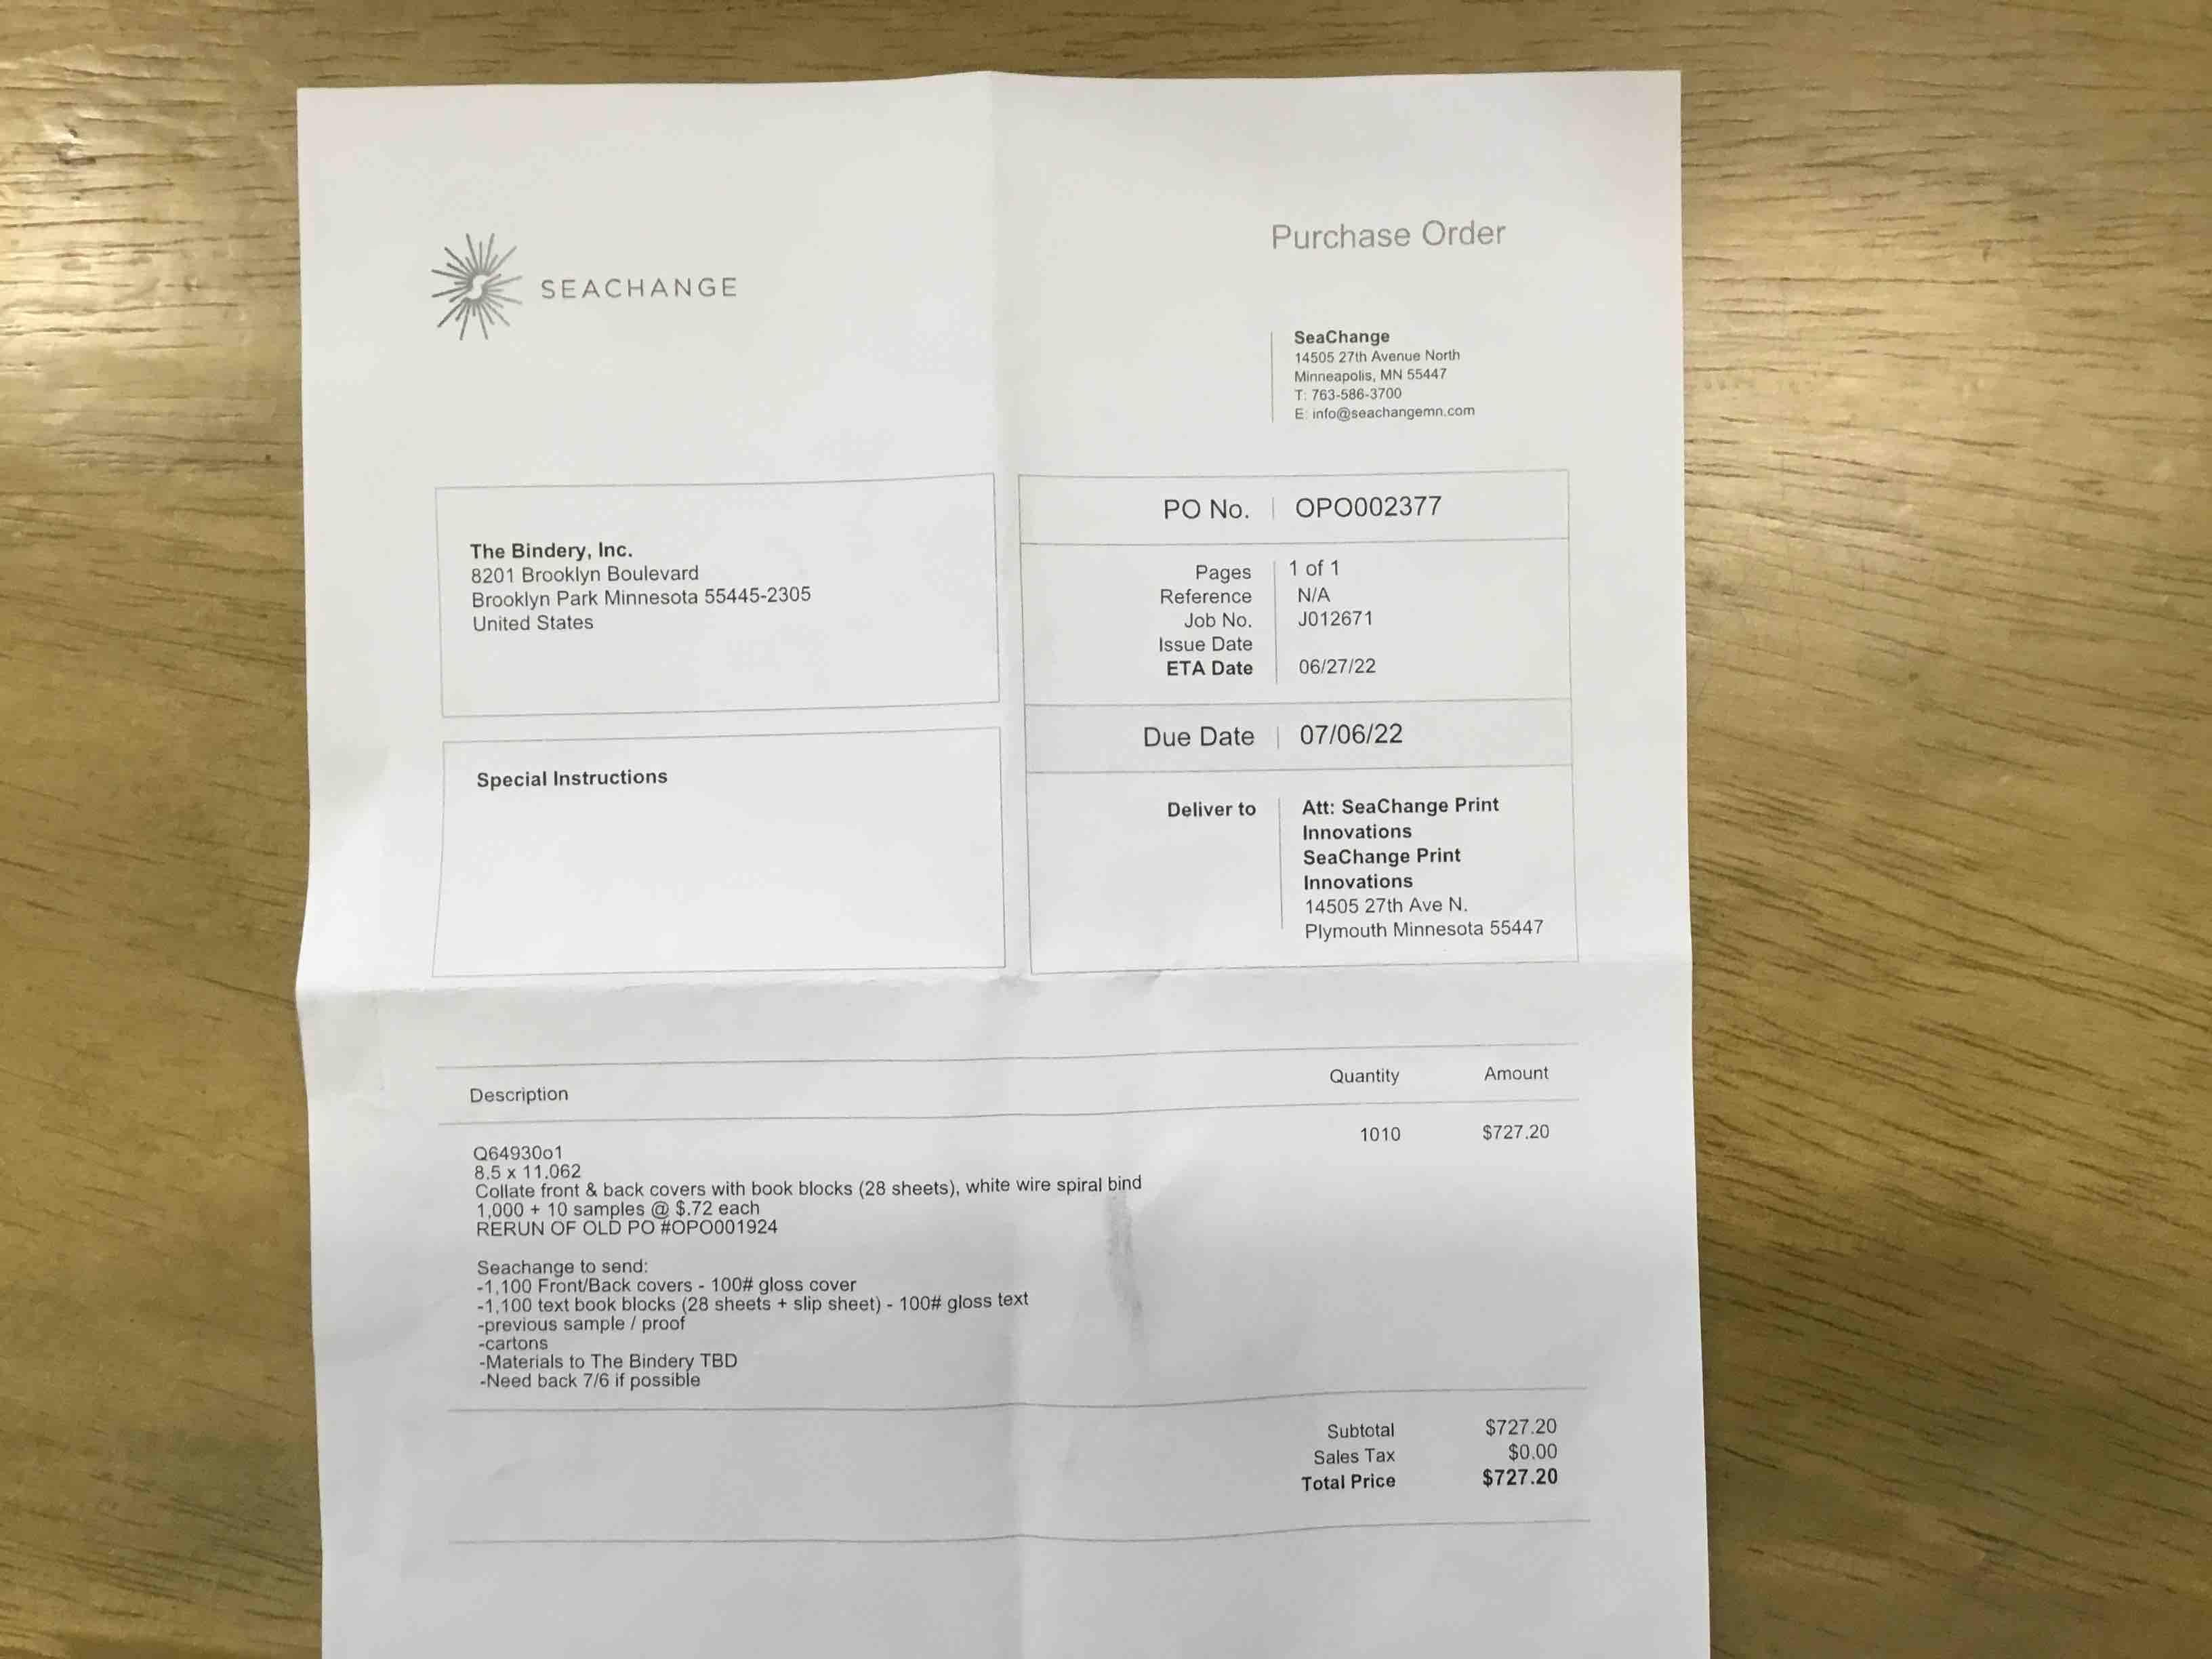 SEACHANGE
Purchase Order
SeaChange
14505 27th Avenue North
Minneapolis, MN 55447
T: 763-586-3700
E: info@seachangemn.com
The Bindery, Inc.
8201 Brooklyn Boulevard
Brooklyn Park Minnesota 55445-2305
United States
PO No. OPO002377
Pages 1 of 1
Reference N/A
Job No. J012671
Issue Date
ETA Date 06/27/22
Due Date 07/06/22
Special Instructions
Deliver to Att: SeaChange Print
Innovations
SeaChange Print
Innovations
14505 27th Ave N.
Plymouth Minnesota 55447
Description Quantity Amount
Q64930o1 1010 $727.20
8.5 x 11.062
Collate front & back covers with book blocks (28 sheets), white wire spiral bind
1,000 + 10 samples @ $.72 each
RERUN OF OLD PO #OPO001924
Seachange to send:
-1,100 Front/Back covers - 100# gloss cover
-1,100 text book blocks (28 sheets + slip sheet) - 100# gloss text
-previous sample / proof
-cartons
-Materials to The Bindery TBD
-Need back 7/6 if possible
Subtotal $727.20
Sales Tax $0.00
Total Price $727.20